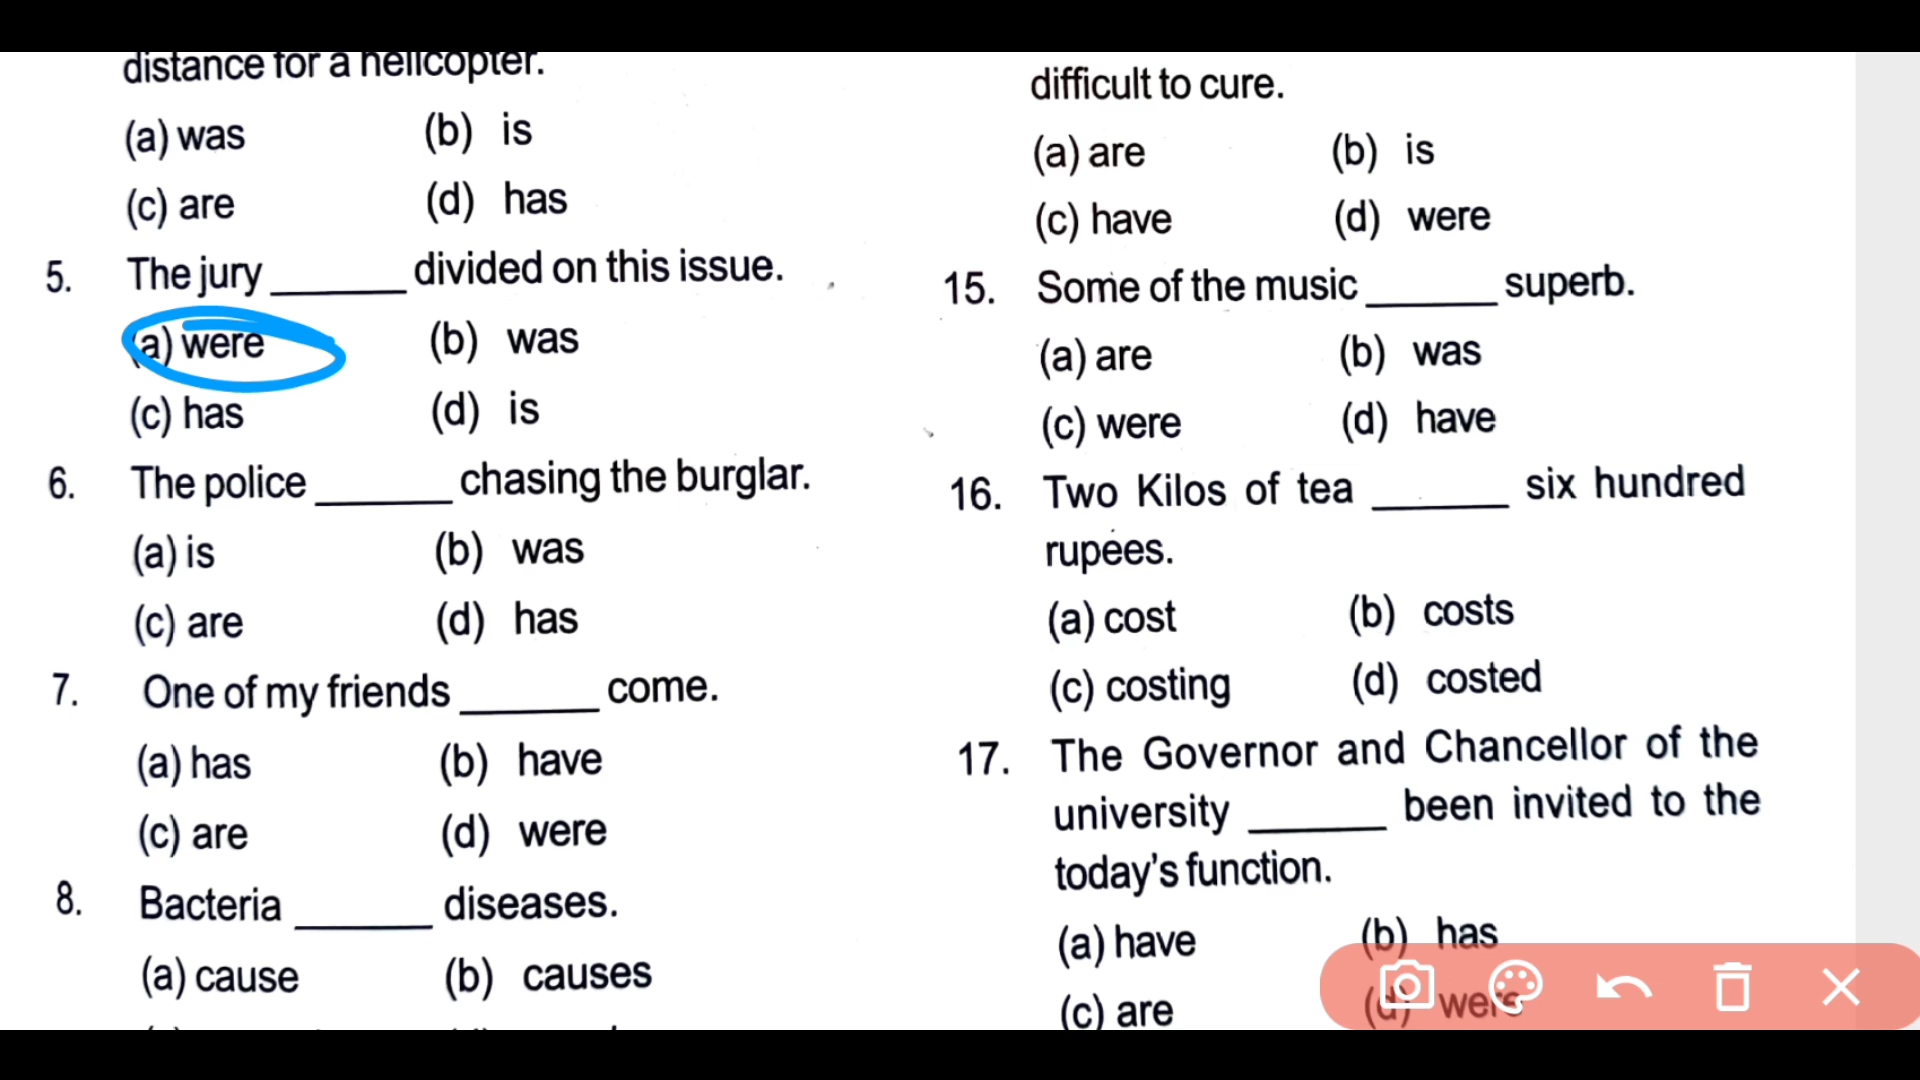 distance for a helicopter.
(a) was (b) is
(c) are (d) has
5. The jury ______ divided on this issue.
(a) were (b) was
(c) has (d) is
6. The police ______ chasing the burglar.
(a) is (b) was
(c) are (d) has
7. One of my friends ______ come.
(a) has (b) have
(c) are (d) were
8. Bacteria ______ diseases.
(a) cause (b) causes
difficult to cure.
(a) are (b) is
(c) have (d) were
15. Some of the music ______ superb.
(a) are (b) was
(c) were (d) have
16. Two Kilos of tea ______ six hundred
rupees.
(a) cost (b) costs
(c) costing (d) costed
17. The Governor and Chancellor of the
university ______ been invited to the
today's function.
(a) have (b) has
(c) are (d) were